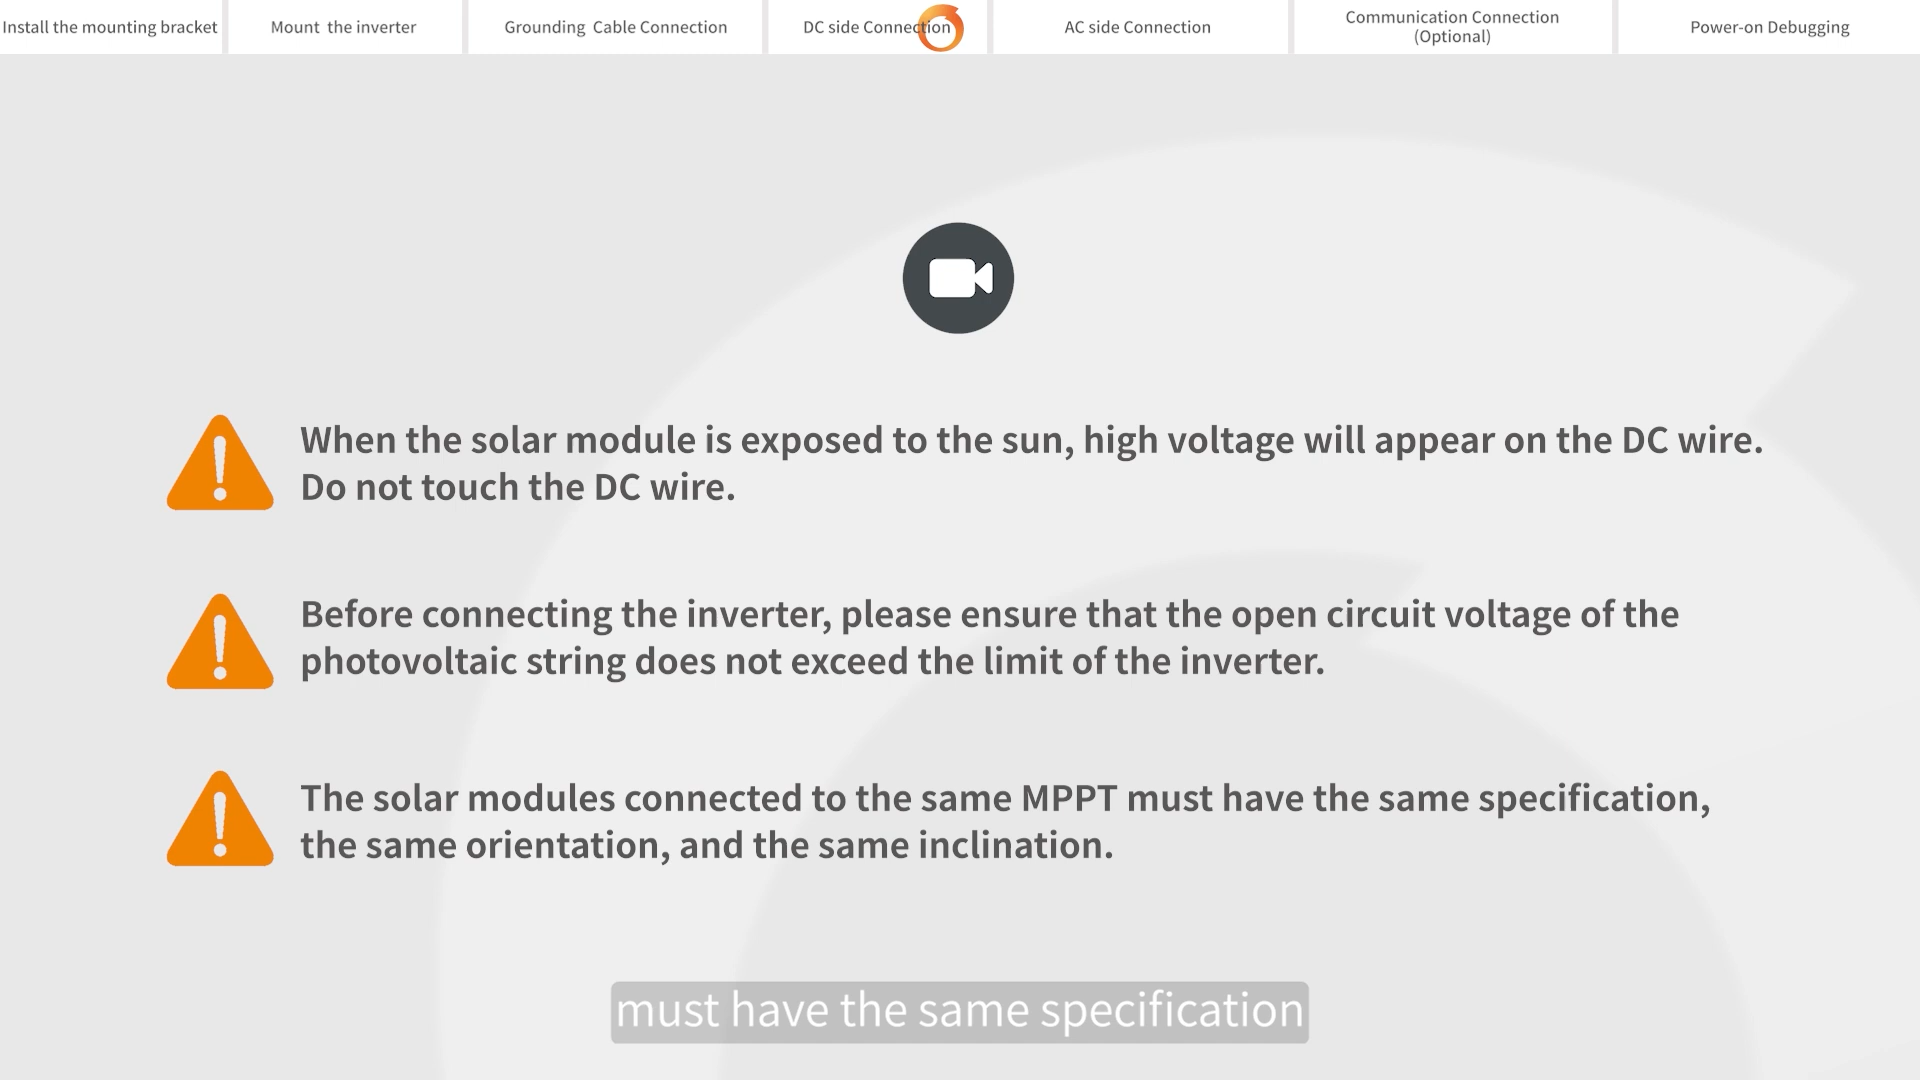 Install the mounting bracket
Mount the inverter
Grounding Cable Connection
DC side Connection
AC side Connection
Communication Connection
(Optional)
Power-on Debugging
When the solar module is exposed to the sun, high voltage will appear on the DC wire.
Do not touch the DC wire.
Before connecting the inverter, please ensure that the open circuit voltage of the
photovoltaic string does not exceed the limit of the inverter.
The solar modules connected to the same MPPT must have the same specification,
the same orientation, and the same inclination.
must have the same specification